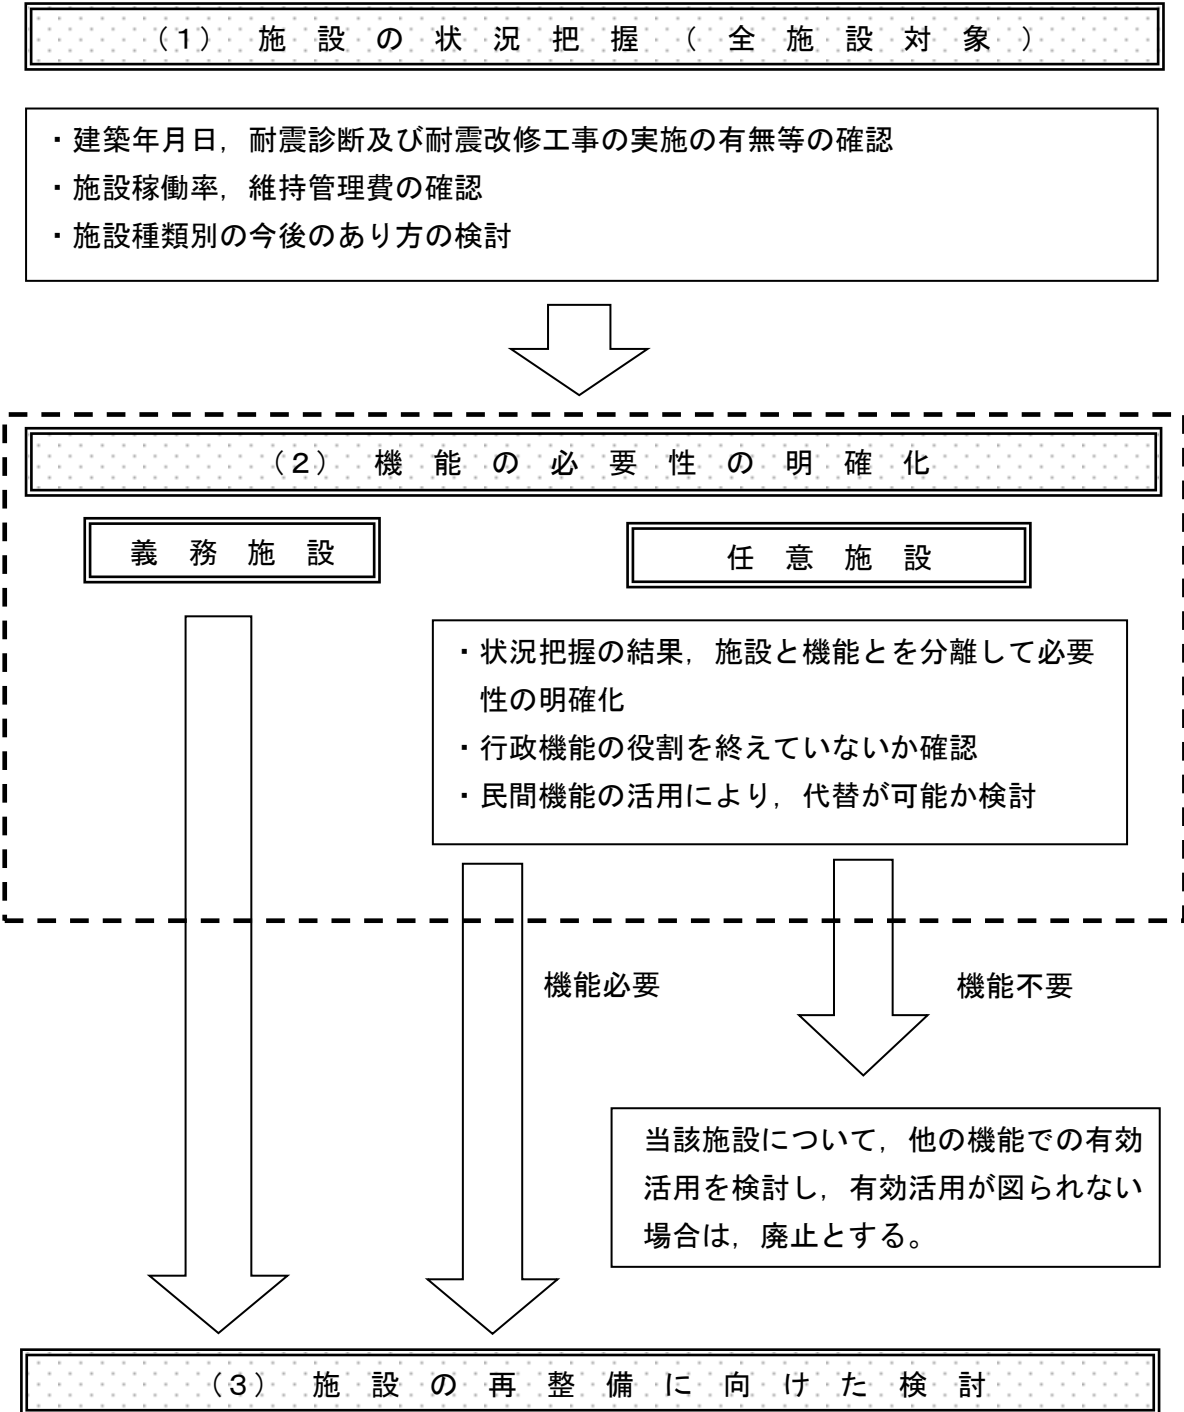 (1) 施設の状況把握(全施設対象)
・建築年月日，耐震診断及び耐震改修工事の実施の有無等の確認
・施設稼働率，維持管理費の確認
・施設種類別の今後のあり方の検討
(2) 機能の必要性の明確化
義務施設
任意施設
・状況把握の結果，施設と機能とを分離して必要
性の明確化
・行政機能の役割を終えていないか確認
・民間機能の活用により，代替が可能か検討
機能必要
機能不要
当該施設について，他の機能での有効
活用を検討し，有効活用が図られない
場合は，廃止とする。
(3) 施設の再整備に向けた検討